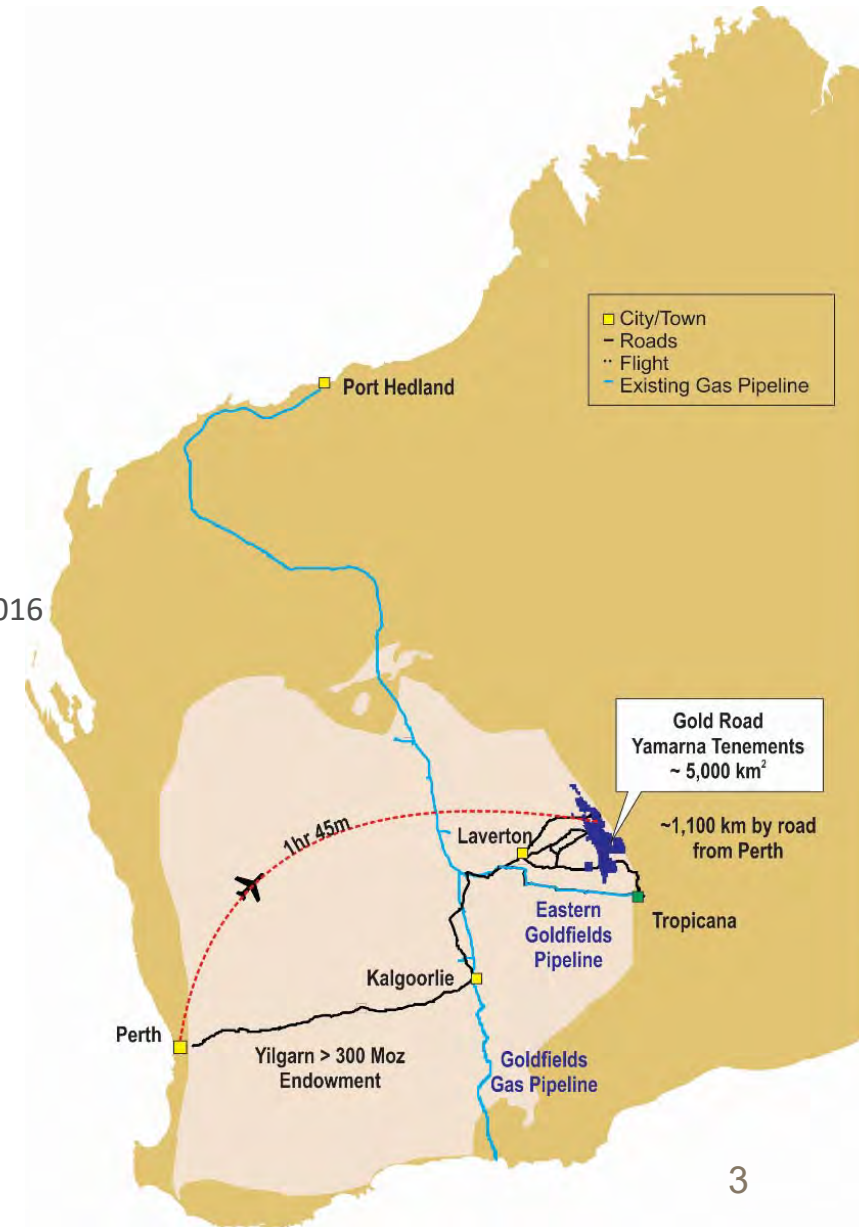 City/Town
Roads
Flight
Existing Gas Pipeline
Port Hedland
016
Gold Road
Yamarna Tenements
~ 5,000 km²
1hr 45m
Laverton
~1,100 km by road
from Perth
Eastern
Goldfields
Pipeline
Tropicana
Kalgoorlie
Perth
Yilgarn > 300 Moz
Endowment
Goldfields
Gas Pipeline
3